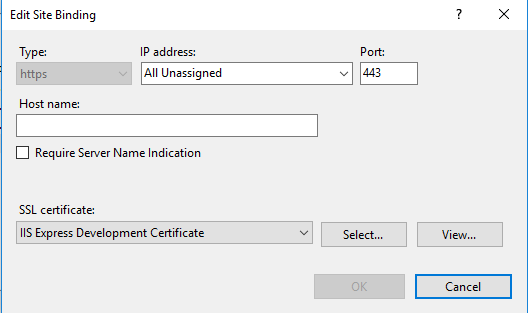 Edit Site Binding ? ×
Type: IP address: Port:
https All Unassigned 443
Host name:
Require Server Name Indication
SSL certificate:
IIS Express Development Certificate Select... View...
OK Cancel